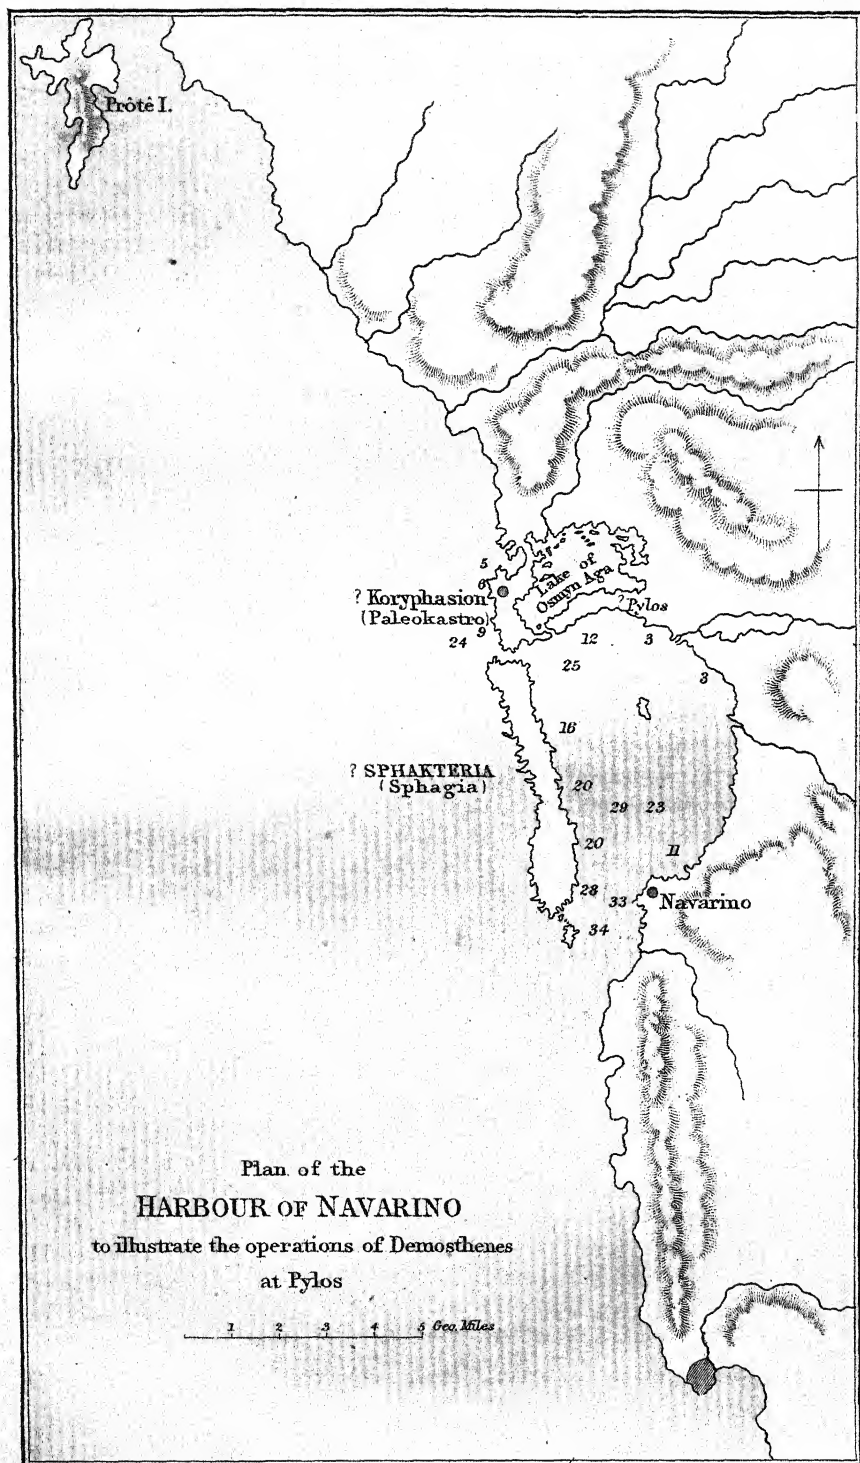 Prôtê I.
5
6
? Koryphasion
(Paleokastro)
9
24
Lake of
Osmyn Aga
? Pylos
12
3
25
3
16
? SPHAKTERIA
(Sphagia)
20
29
23
20
11
28
33
Navarino
34
Plan of the
HARBOUR OF NAVARINO
to illustrate the operations of Demosthenes
at Pylos
1 2 3 4 5 Geo. Miles